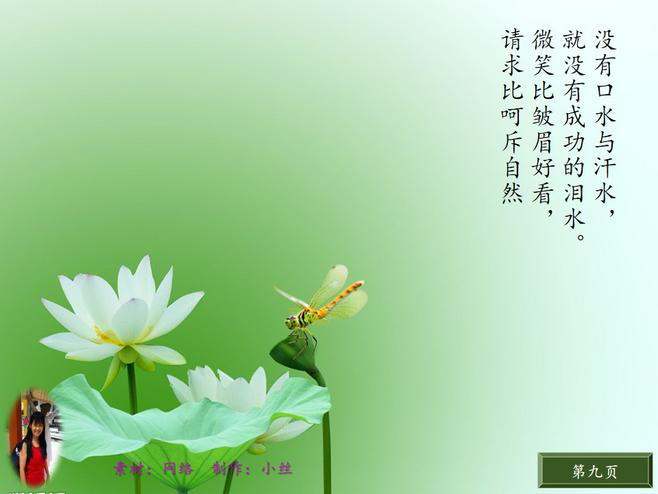 没有口水与汗水，
就没有成功的泪水。
微笑比皱眉好看，
请求比呵斥自然
素材：网络 制作：小丝
第九页